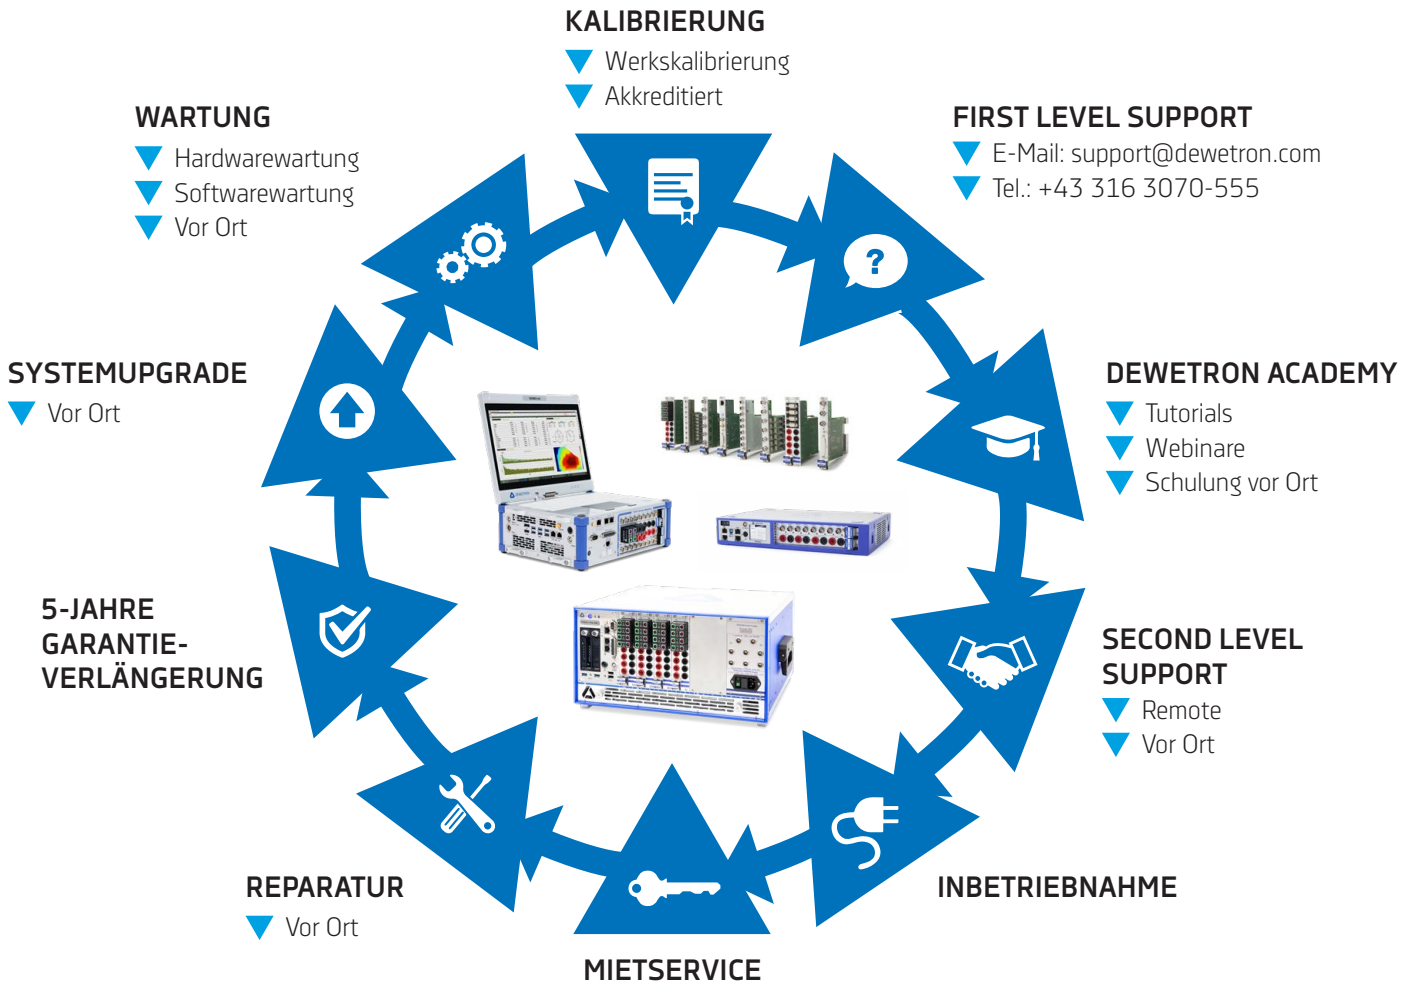 KALIBRIERUNG
Werkskalibrierung
Akkreditiert
FIRST LEVEL SUPPORT
E-Mail: support@dewetron.com
Tel.: +43 316 3070-555
DEWETRON ACADEMY
Tutorials
Webinare
Schulung vor Ort
SECOND LEVEL
SUPPORT
Remote
Vor Ort
INBETRIEBNAHME
MIETSERVICE
REPARATUR
Vor Ort
5-JAHRE
GARANTIE-
VERLÄNGERUNG
SYSTEMUPGRADE
Vor Ort
WARTUNG
Hardwarewartung
Softwarewartung
Vor Ort
?